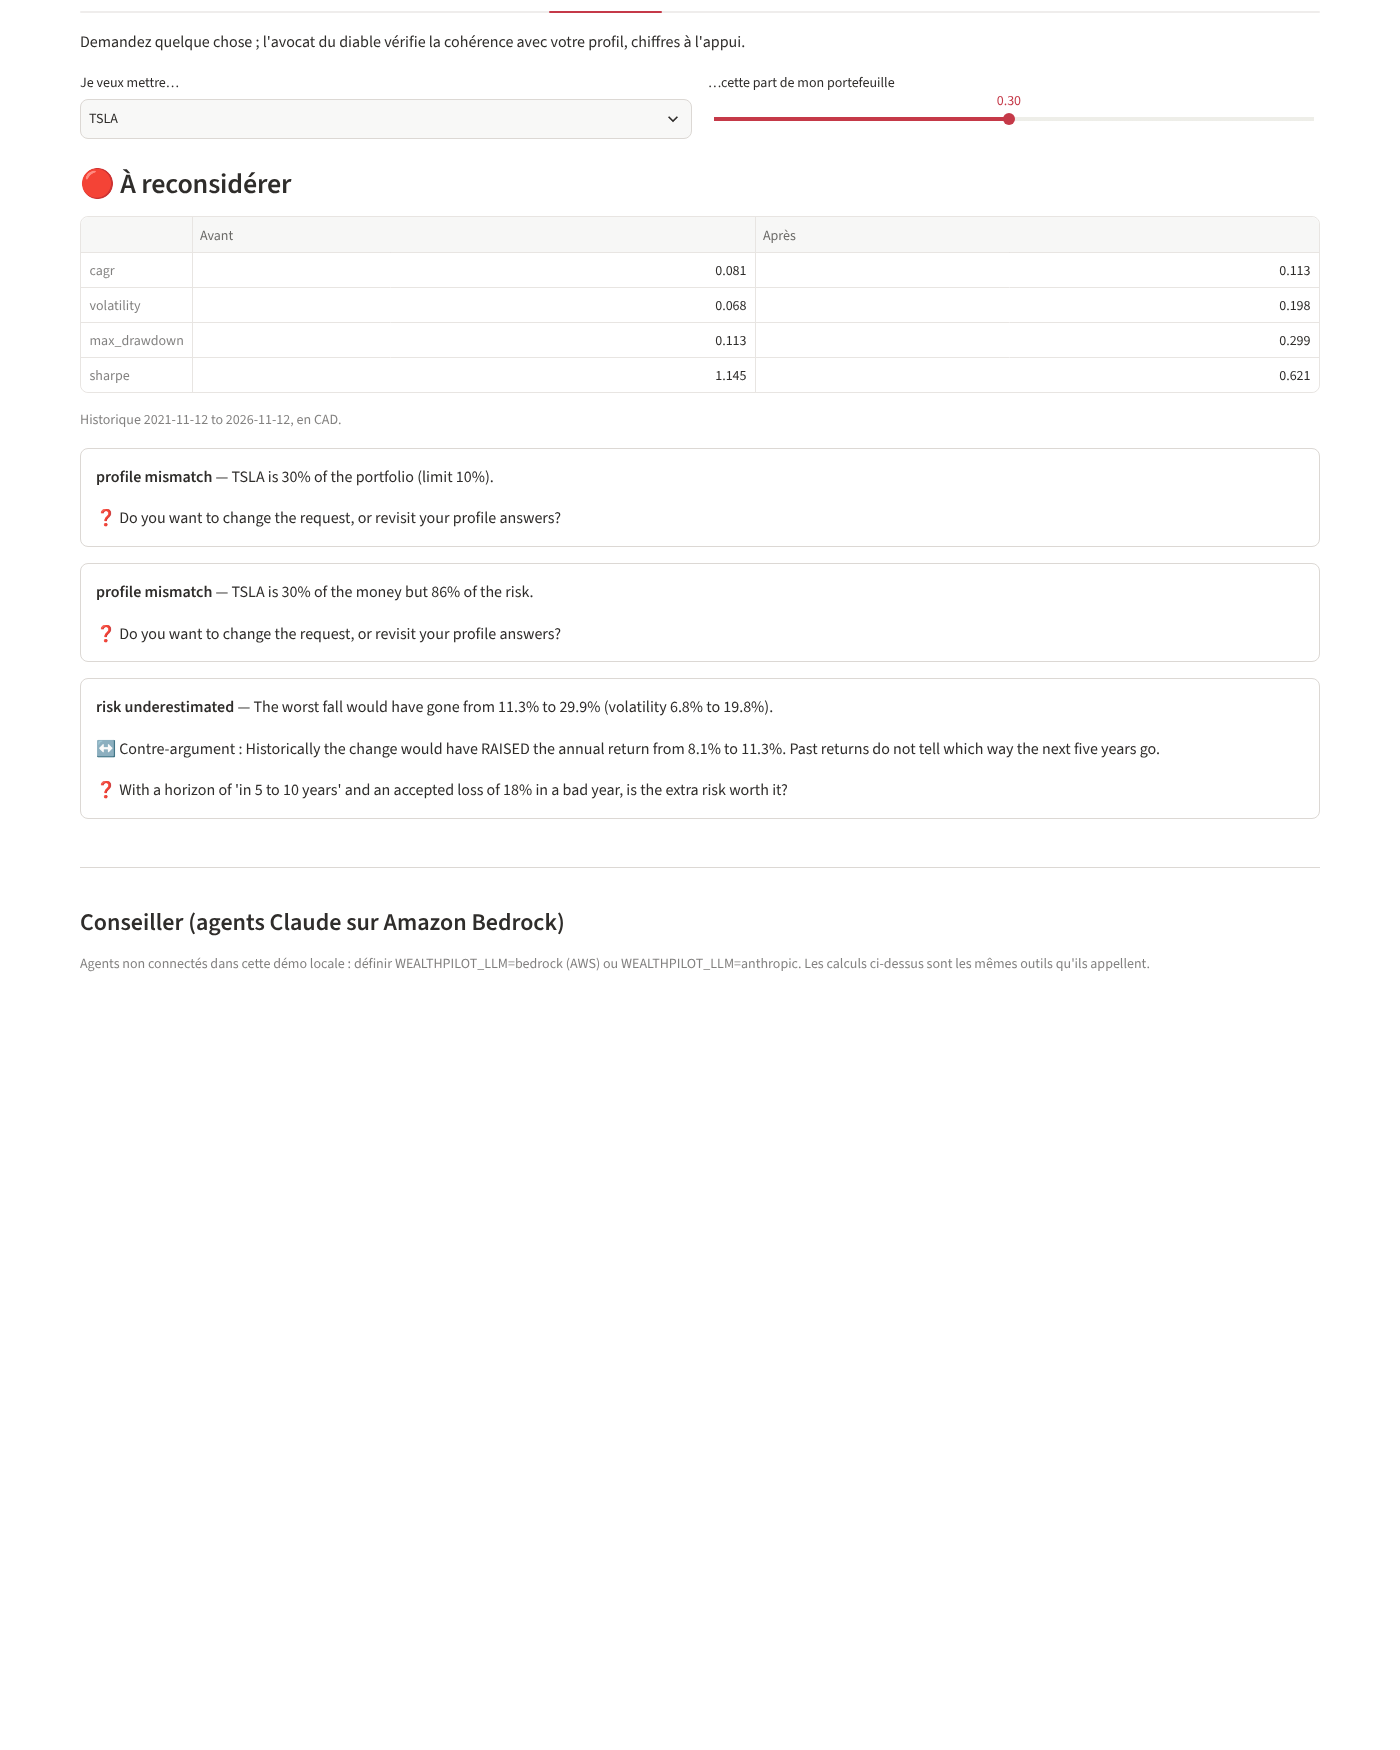 Demandez quelque chose ; l'avocat du diable vérifie la cohérence avec votre profil, chiffres à l'appui.
Je veux mettre…
…cette part de mon portefeuille
0.30
TSLA
À reconsidérer
Avant Après
cagr 0.081 0.113
volatility 0.068 0.198
max_drawdown 0.113 0.299
sharpe 1.145 0.621
Historique 2021-11-12 to 2026-11-12, en CAD.
profile mismatch — TSLA is 30% of the portfolio (limit 10%).
❓ Do you want to change the request, or revisit your profile answers?
profile mismatch — TSLA is 30% of the money but 86% of the risk.
❓ Do you want to change the request, or revisit your profile answers?
risk underestimated — The worst fall would have gone from 11.3% to 29.9% (volatility 6.8% to 19.8%).
↔️ Contre-argument : Historically the change would have RAISED the annual return from 8.1% to 11.3%. Past returns do not tell which way the next five years go.
❓ With a horizon of 'in 5 to 10 years' and an accepted loss of 18% in a bad year, is the extra risk worth it?
Conseiller (agents Claude sur Amazon Bedrock)
Agents non connectés dans cette démo locale : définir WEALTHPILOT_LLM=bedrock (AWS) ou WEALTHPILOT_LLM=anthropic. Les calculs ci-dessus sont les mêmes outils qu'ils appellent.